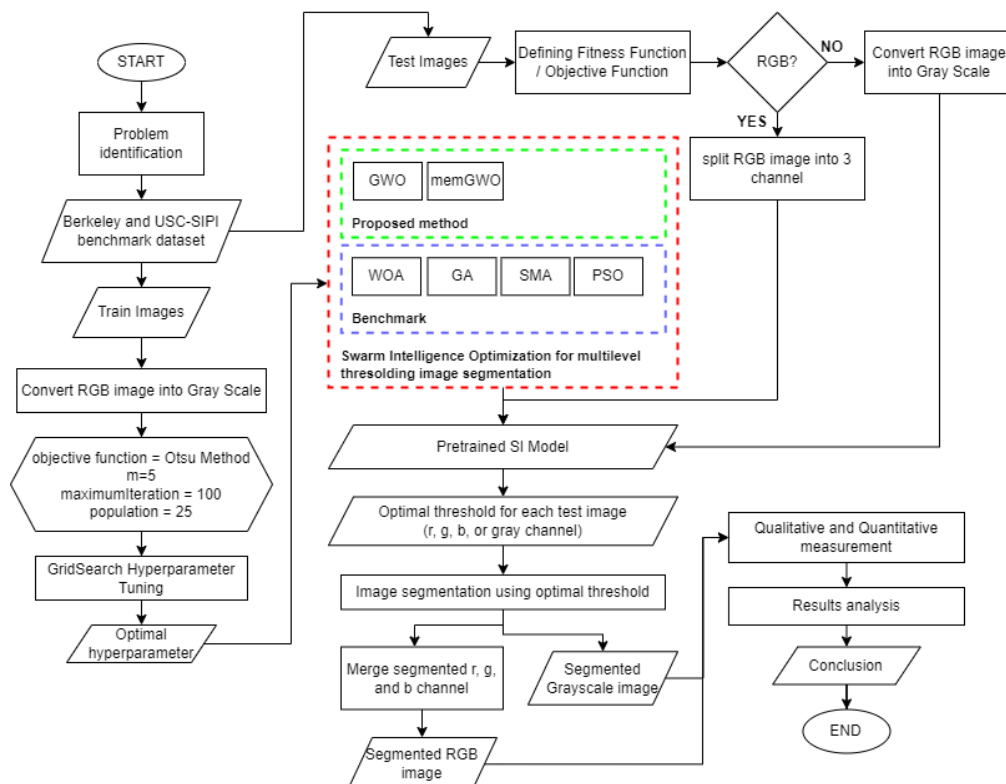 START
Problem
identification
Berkeley and USC-SIPI
benchmark dataset
Train Images
Convert RGB image into Gray Scale
objective function = Otsu Method
m=5
maximumIteration = 100
population = 25
GridSearch Hyperparameter
Tuning
Optimal
hyperparameter
Test Images
Defining Fitness Function
/ Objective Function
RGB?
NO
Convert RGB image
into Gray Scale
YES
split RGB image into 3
channel
GWO
memGWO
Proposed method
WOA
GA
SMA
PSO
Benchmark
Swarm Intelligence Optimization for multilevel
thresolding image segmentation
Pretrained SI Model
Optimal threshold for each test image
(r, g, b, or gray channel)
Image segmentation using optimal threshold
Merge segmented r, g,
and b channel
Segmented
Grayscale image
Segmented RGB
image
Qualitative and Quantitative
measurement
Results analysis
Conclusion
END